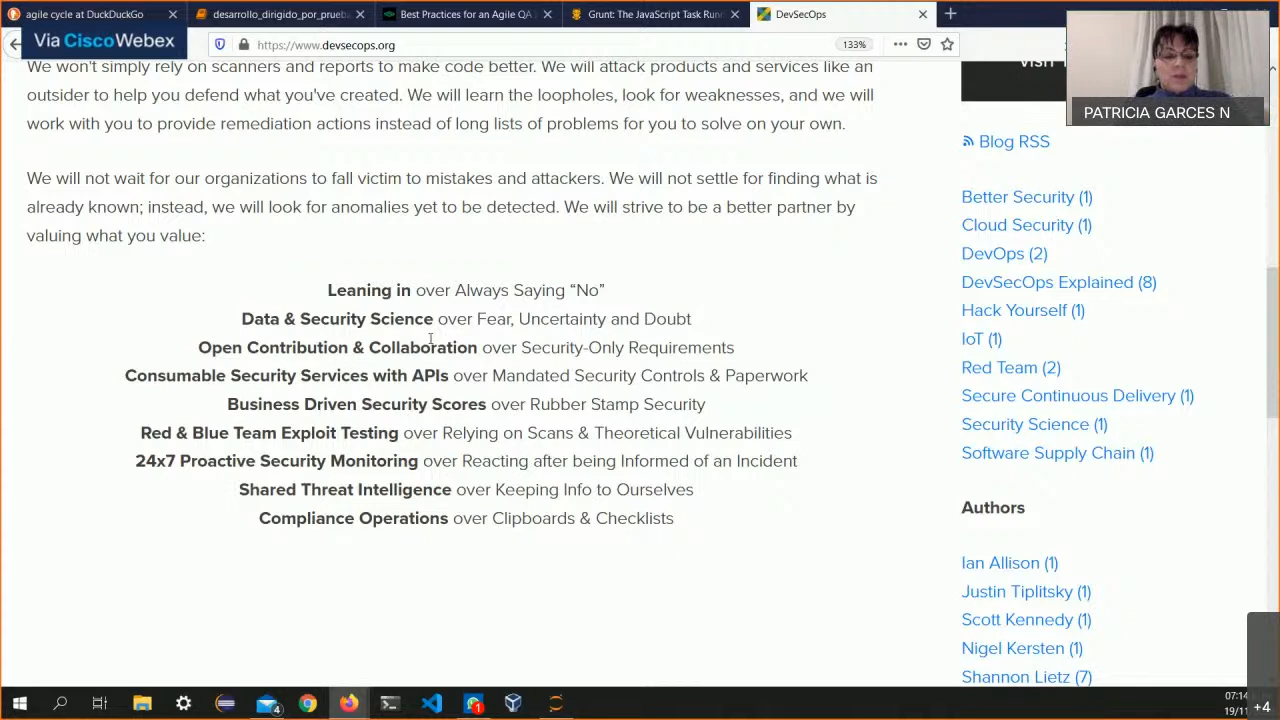 agile cycle at DuckDuckGo
desarrollo_dirigido_por_prueba
Best Practices for an Agile QA
Grunt: The JavaScript Task Run
DevSecOps
Via CiscoWebex
https://www.devsecops.org
133%
We won't simply rely on scanners and reports to make code better. We will attack products and services like an
outsider to help you defend what you've created. We will learn the loopholes, look for weaknesses, and we will
work with you to provide remediation actions instead of long lists of problems for you to solve on your own.
We will not wait for our organizations to fall victim to mistakes and attackers. We will not settle for finding what is
already known; instead, we will look for anomalies yet to be detected. We will strive to be a better partner by
valuing what you value:
Leaning in over Always Saying “No”
Data & Security Science over Fear, Uncertainty and Doubt
Open Contribution & Collaboration over Security-Only Requirements
Consumable Security Services with APIs over Mandated Security Controls & Paperwork
Business Driven Security Scores over Rubber Stamp Security
Red & Blue Team Exploit Testing over Relying on Scans & Theoretical Vulnerabilities
24x7 Proactive Security Monitoring over Reacting after being Informed of an Incident
Shared Threat Intelligence over Keeping Info to Ourselves
Compliance Operations over Clipboards & Checklists
PATRICIA GARCES N
Blog RSS
Better Security (1)
Cloud Security (1)
DevOps (2)
DevSecOps Explained (8)
Hack Yourself (1)
IoT (1)
Red Team (2)
Secure Continuous Delivery (1)
Security Science (1)
Software Supply Chain (1)
Authors
Ian Allison (1)
Justin Tiplitsky (1)
Scott Kennedy (1)
Nigel Kersten (1)
Shannon Lietz (7)
4
1
07:14
19/11
+4